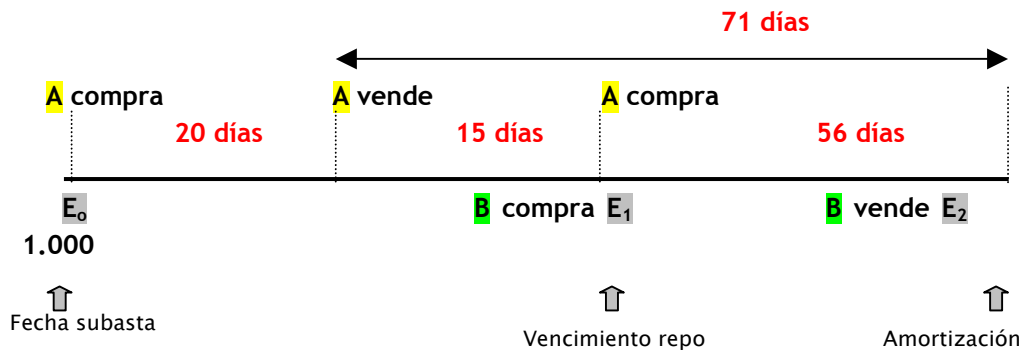 71 días
A compra A vende A compra
20 días 15 días 56 días
Eo B compra E1 B vende E2
1.000
Fecha subasta
Vencimiento repo Amortización